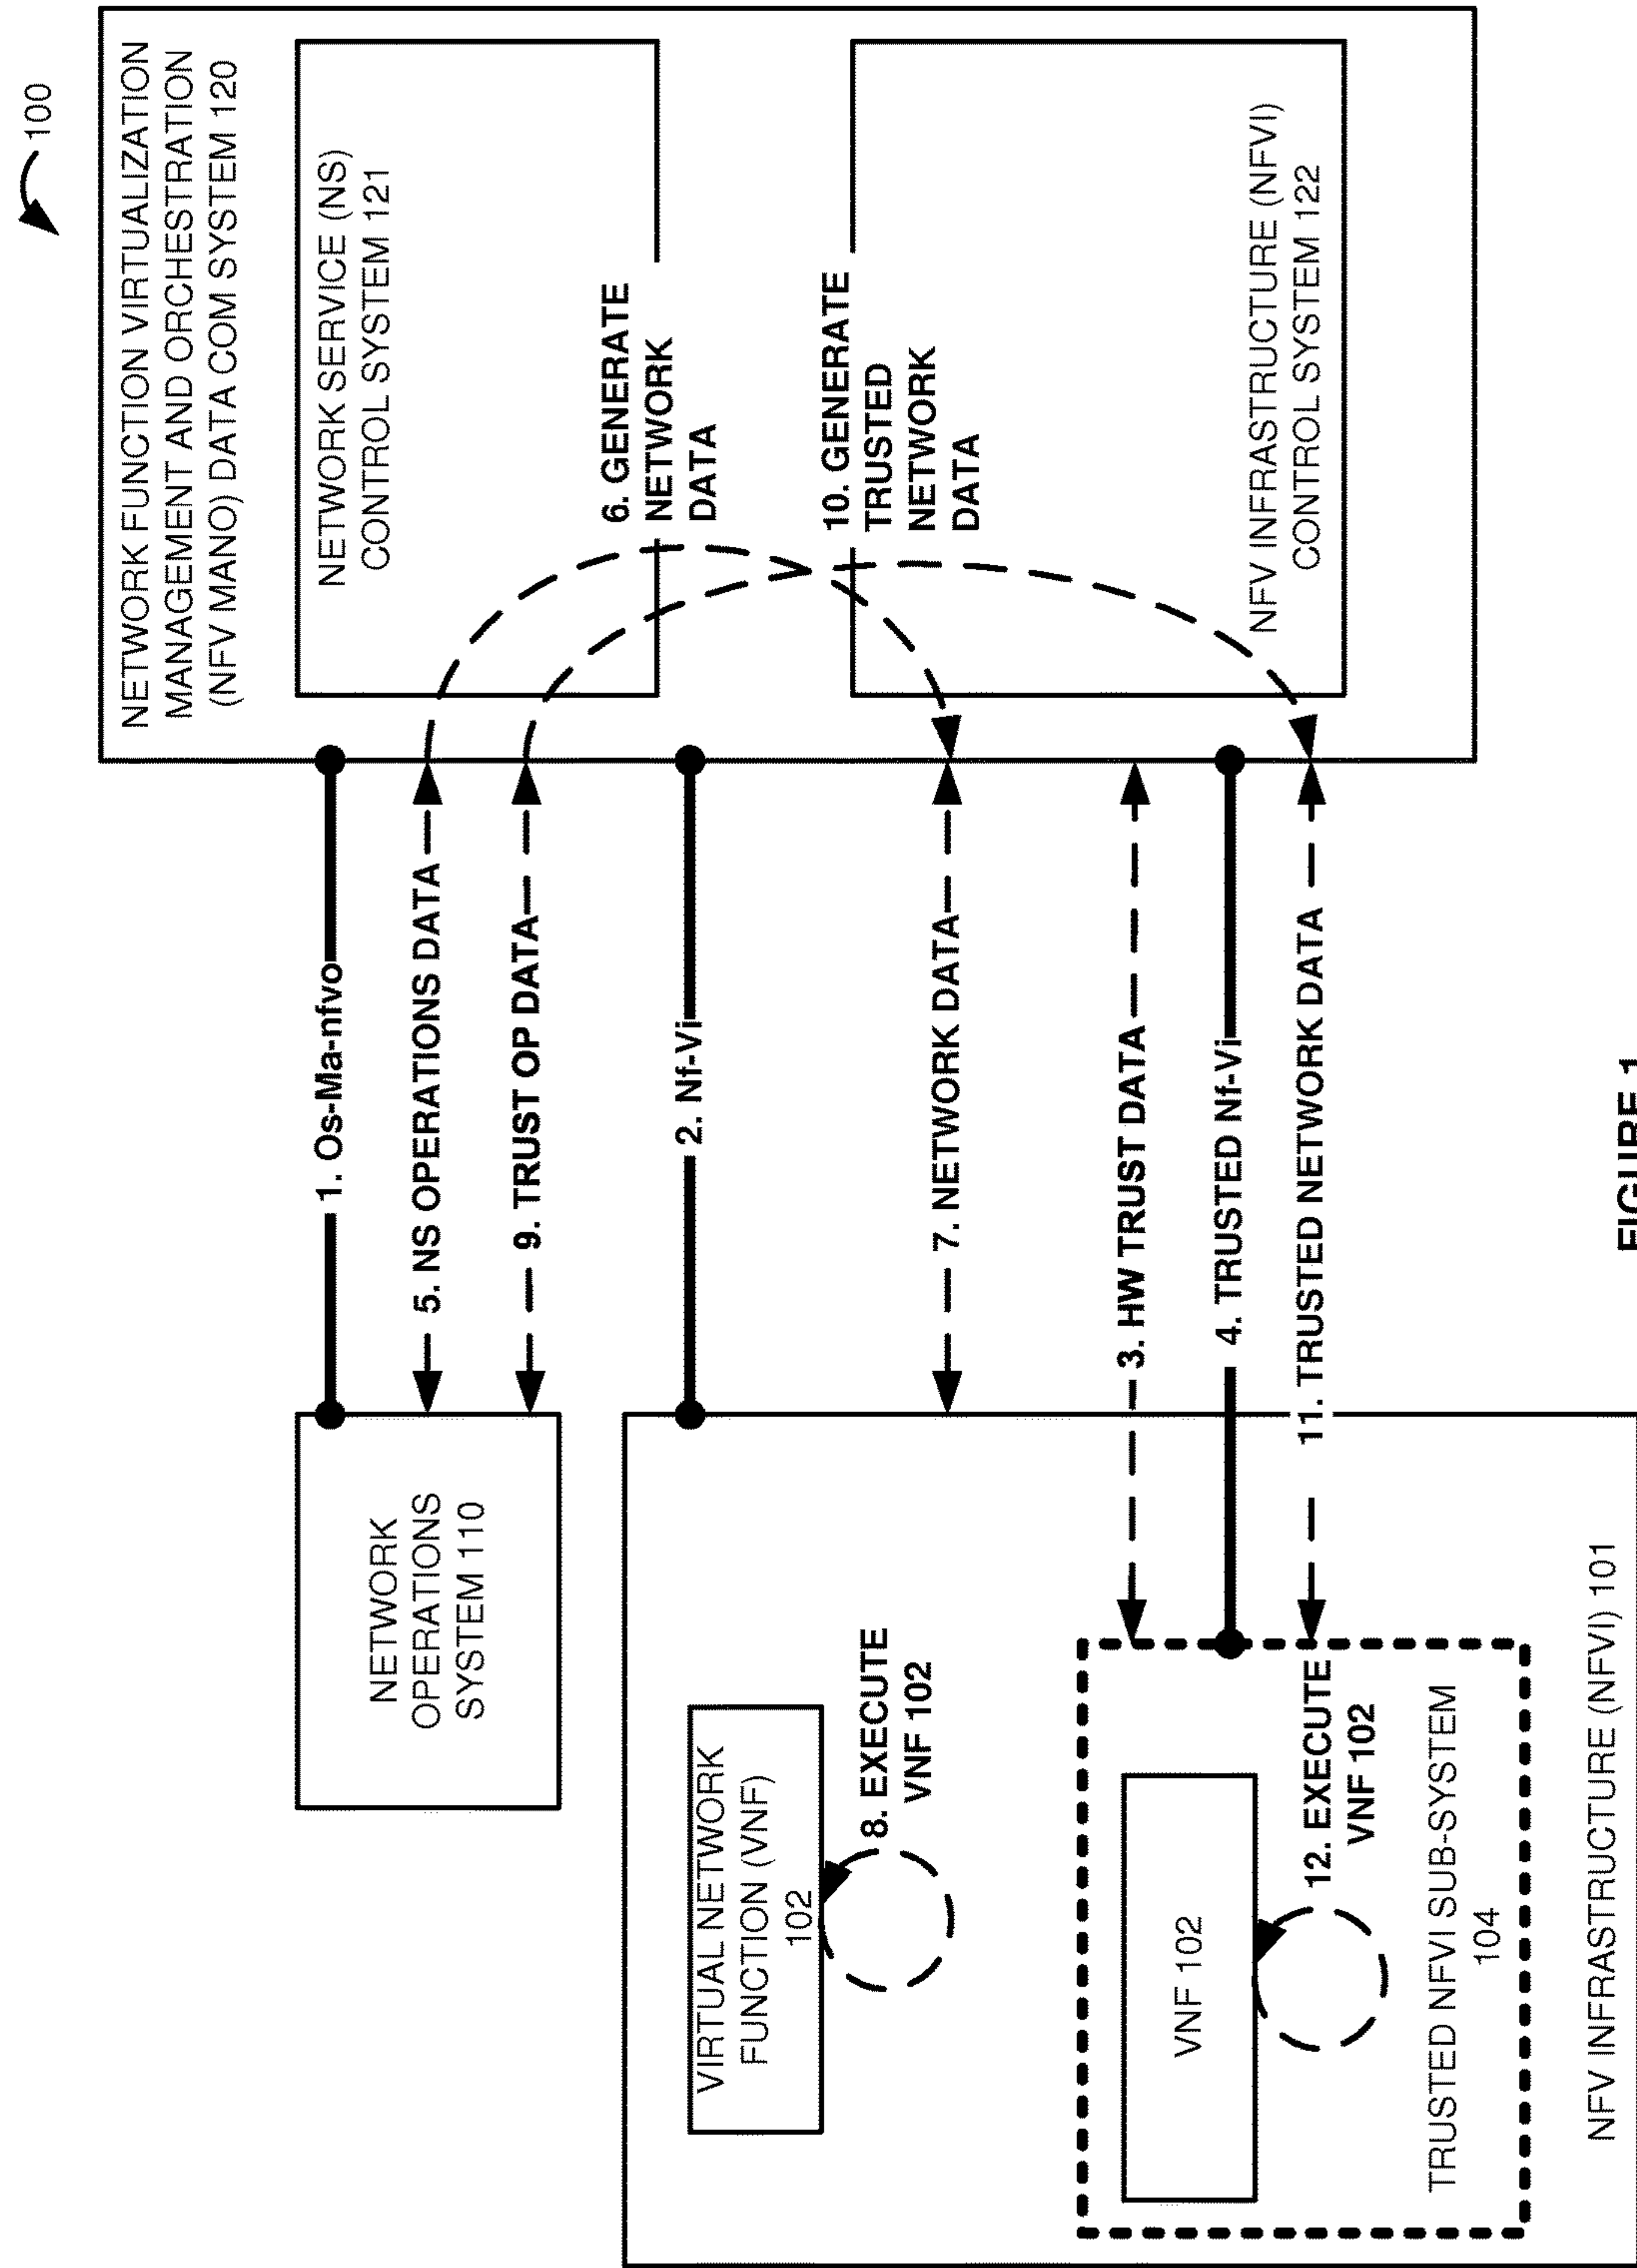 100
NETWORK FUNCTION VIRTUALIZATION
MANAGEMENT AND ORCHESTRATION
(NFV MANO) DATA COM SYSTEM 120
NETWORK SERVICE (NS)
CONTROL SYSTEM 121
6. GENERATE
NETWORK
DATA
10. GENERATE
TRUSTED
NETWORK
DATA
NFV INFRASTRUCTURE (NFVI)
CONTROL SYSTEM 122
1. Os-Ma-nfvo
5. NS OPERATIONS DATA
9. TRUST OP DATA
2. Nf-Vi
7. NETWORK DATA
3. HW TRUST DATA
4. TRUSTED Nf-Vi
11. TRUSTED NETWORK DATA
NETWORK
OPERATIONS
SYSTEM 110
VIRTUAL NETWORK
FUNCTION (VNF)
102
8. EXECUTE
VNF 102
VNF 102
12. EXECUTE
VNF 102
TRUSTED NFVI SUB-SYSTEM
104
NFV INFRASTRUCTURE (NFVI) 101
FIGURE 1